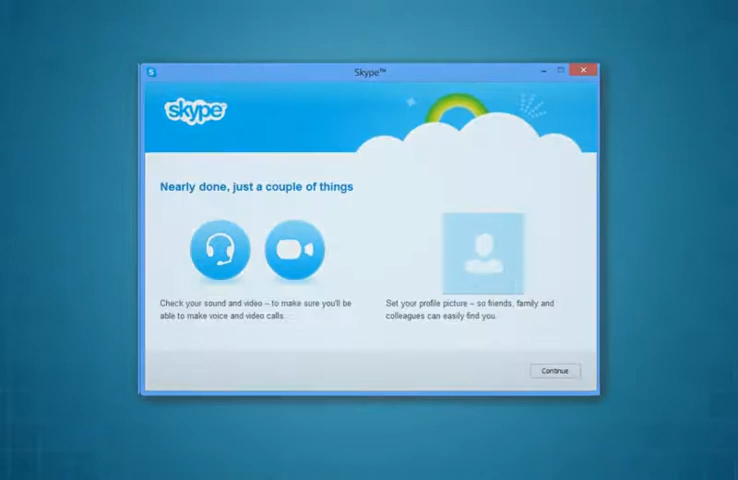 Skype™
skype
Nearly done, just a couple of things
Check your sound and video – to make sure you'll be
able to make voice and video calls.
Set your profile picture – so friends, family and
colleagues can easily find you.
Continue